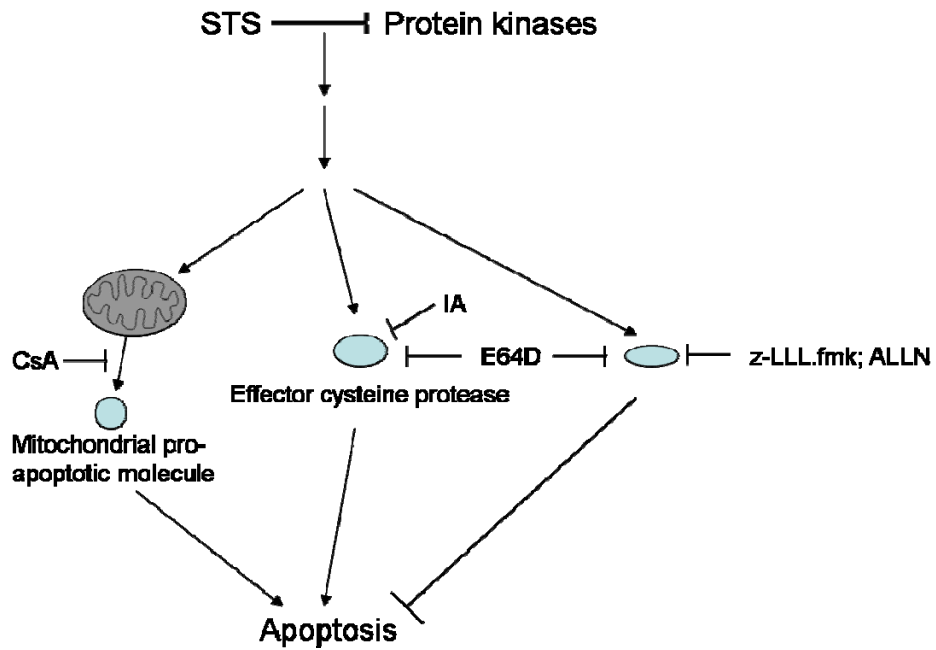 STS Protein kinases
IA
CsA
E64D
z-LLL.fmk; ALLN
Effector cysteine protease
Mitochondrial pro-
apoptotic molecule
Apoptosis